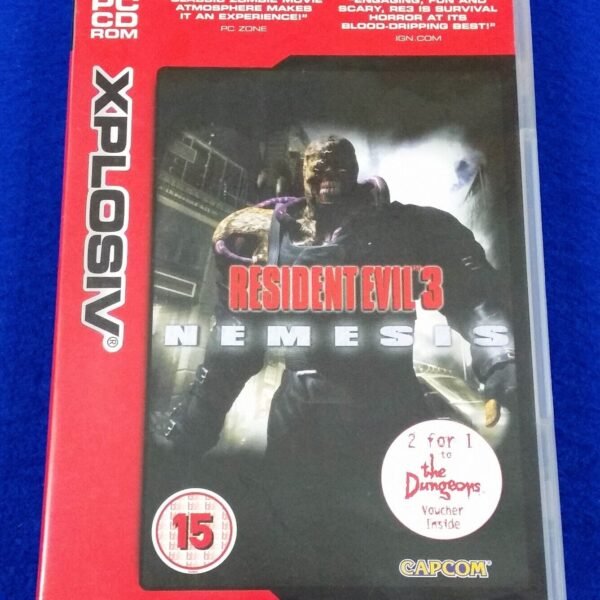 PC
CD
ROM
CLASSIC ZOMBIE MOVIE
ATMOSPHERE MAKES
IT AN EXPERIENCE!"
PC ZONE
ENGAGING, FUN AND
SCARY, RE3 IS SURVIVAL
HORROR AT ITS
BLOOD-DRIPPING BEST!"
IGN.COM
XPLOSIV®
RESIDENT EVIL™ 3
NEMESIS
2 for 1
to
the
Dungeons
Voucher
Inside
15
CAPCOM®